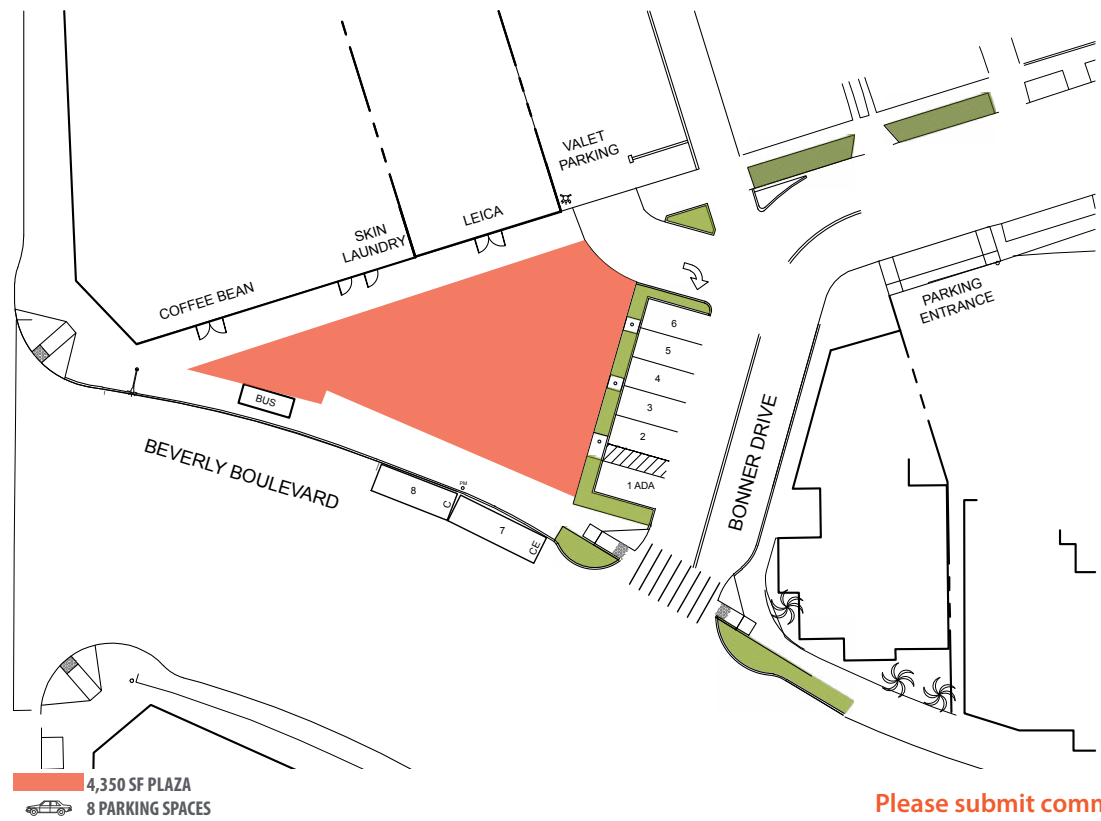 VALET
PARKING
LEICA
SKIN
LAUNDRY
COFFEE BEAN
PARKING
ENTRANCE
6
5
4
3
2
1 ADA
BUS
BEVERLY BOULEVARD
8
C
PM
7
CE
BONNER DRIVE
4,350 SF PLAZA
8 PARKING SPACES
Please submit comm